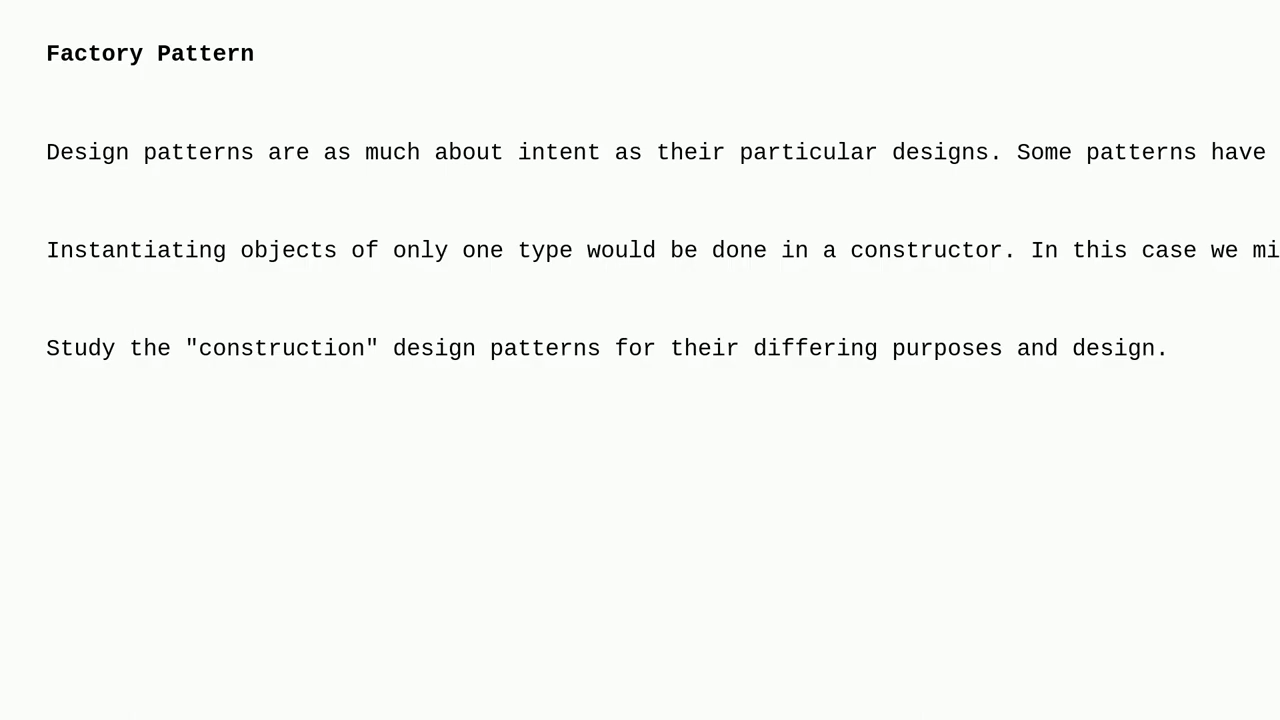 Factory Pattern
Design patterns are as much about intent as their particular designs. Some patterns have
Instantiating objects of only one type would be done in a constructor. In this case we
Study the "construction" design patterns for their differing purposes and design.